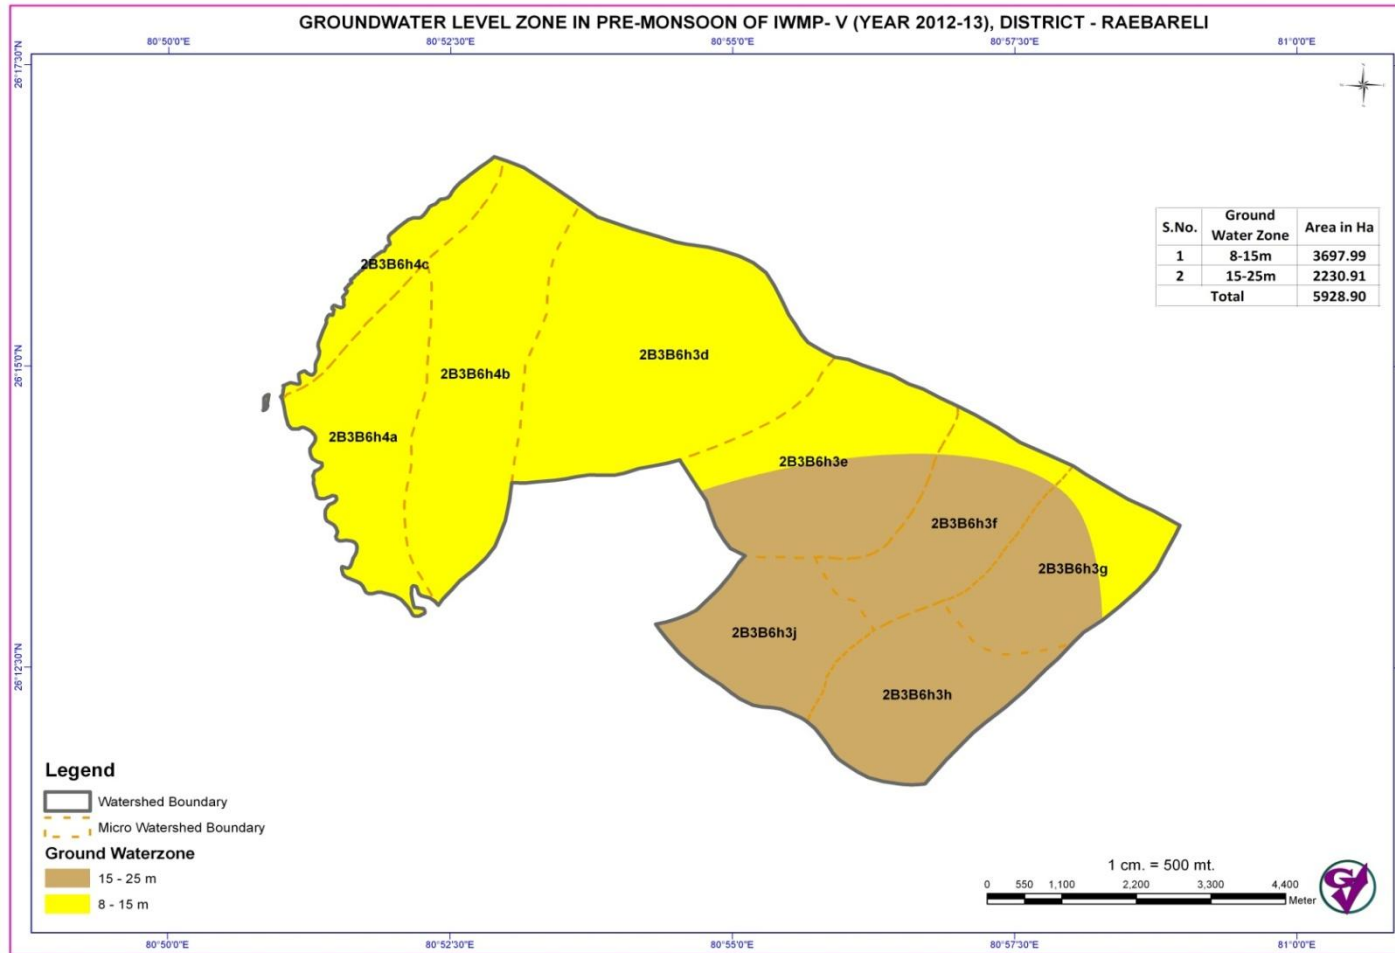 GROUNDWATER LEVEL ZONE IN PRE-MONSOON OF IWMP- V (YEAR 2012-13), DISTRICT - RAEBARELI
80°50'0"E 80°52'30"E 80°55'0"E 80°57'30"E 81°0'0"E
26°17'30"N
26°15'0"N
26°12'30"N
S.No. Ground Water Zone Area in Ha
1 8-15m 3697.99
2 15-25m 2230.91
Total 5928.90
2B3B6h4c
2B3B6h3d
2B3B6h4b
2B3B6h4a
2B3B6h3e
2B3B6h3f
2B3B6h3g
2B3B6h3j
2B3B6h3h
Legend
Watershed Boundary
Micro Watershed Boundary
Ground Waterzone
15 - 25 m
8 - 15 m
1 cm. = 500 mt.
0 550 1,100 2,200 3,300 4,400
Meter
80°50'0"E 80°52'30"E 80°55'0"E 80°57'30"E 81°0'0"E